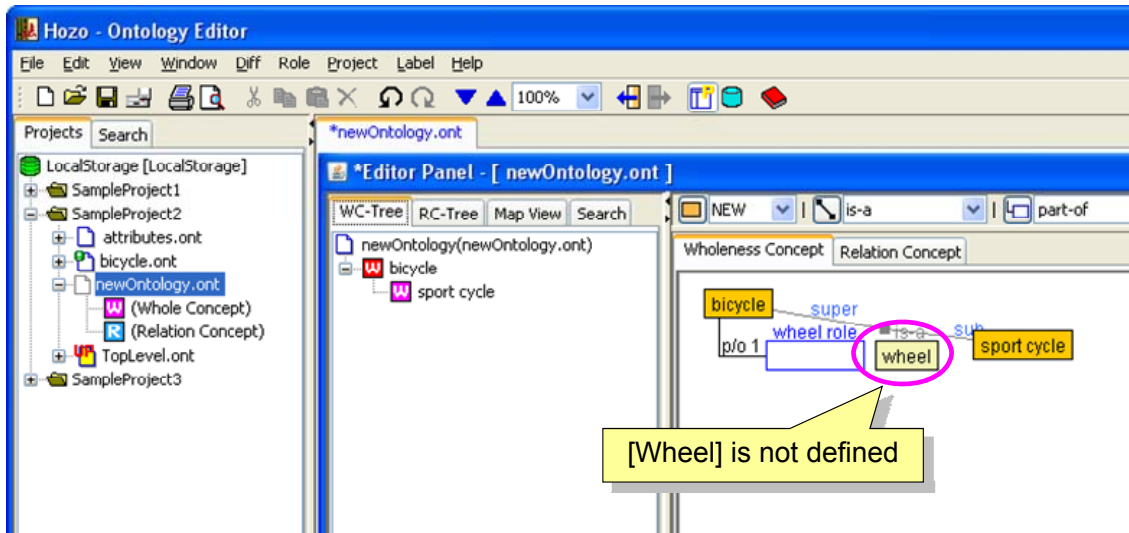 Hozo - Ontology Editor
File Edit View Window Diff Role Project Label Help
100%
Projects Search
*newOntology.ont
LocalStorage [LocalStorage]
SampleProject1
SampleProject2
attributes.ont
bicycle.ont
newOntology.ont
W (Whole Concept)
R (Relation Concept)
UP TopLevel.ont
SampleProject3
*Editor Panel - [ newOntology.ont ]
WC-Tree RC-Tree Map View Search
newOntology(newOntology.ont)
W bicycle
W sport cycle
NEW is-a part-of
Wholeness Concept Relation Concept
bicycle super
wheel role is-a sub
p/o 1 wheel sport cycle
[Wheel] is not defined